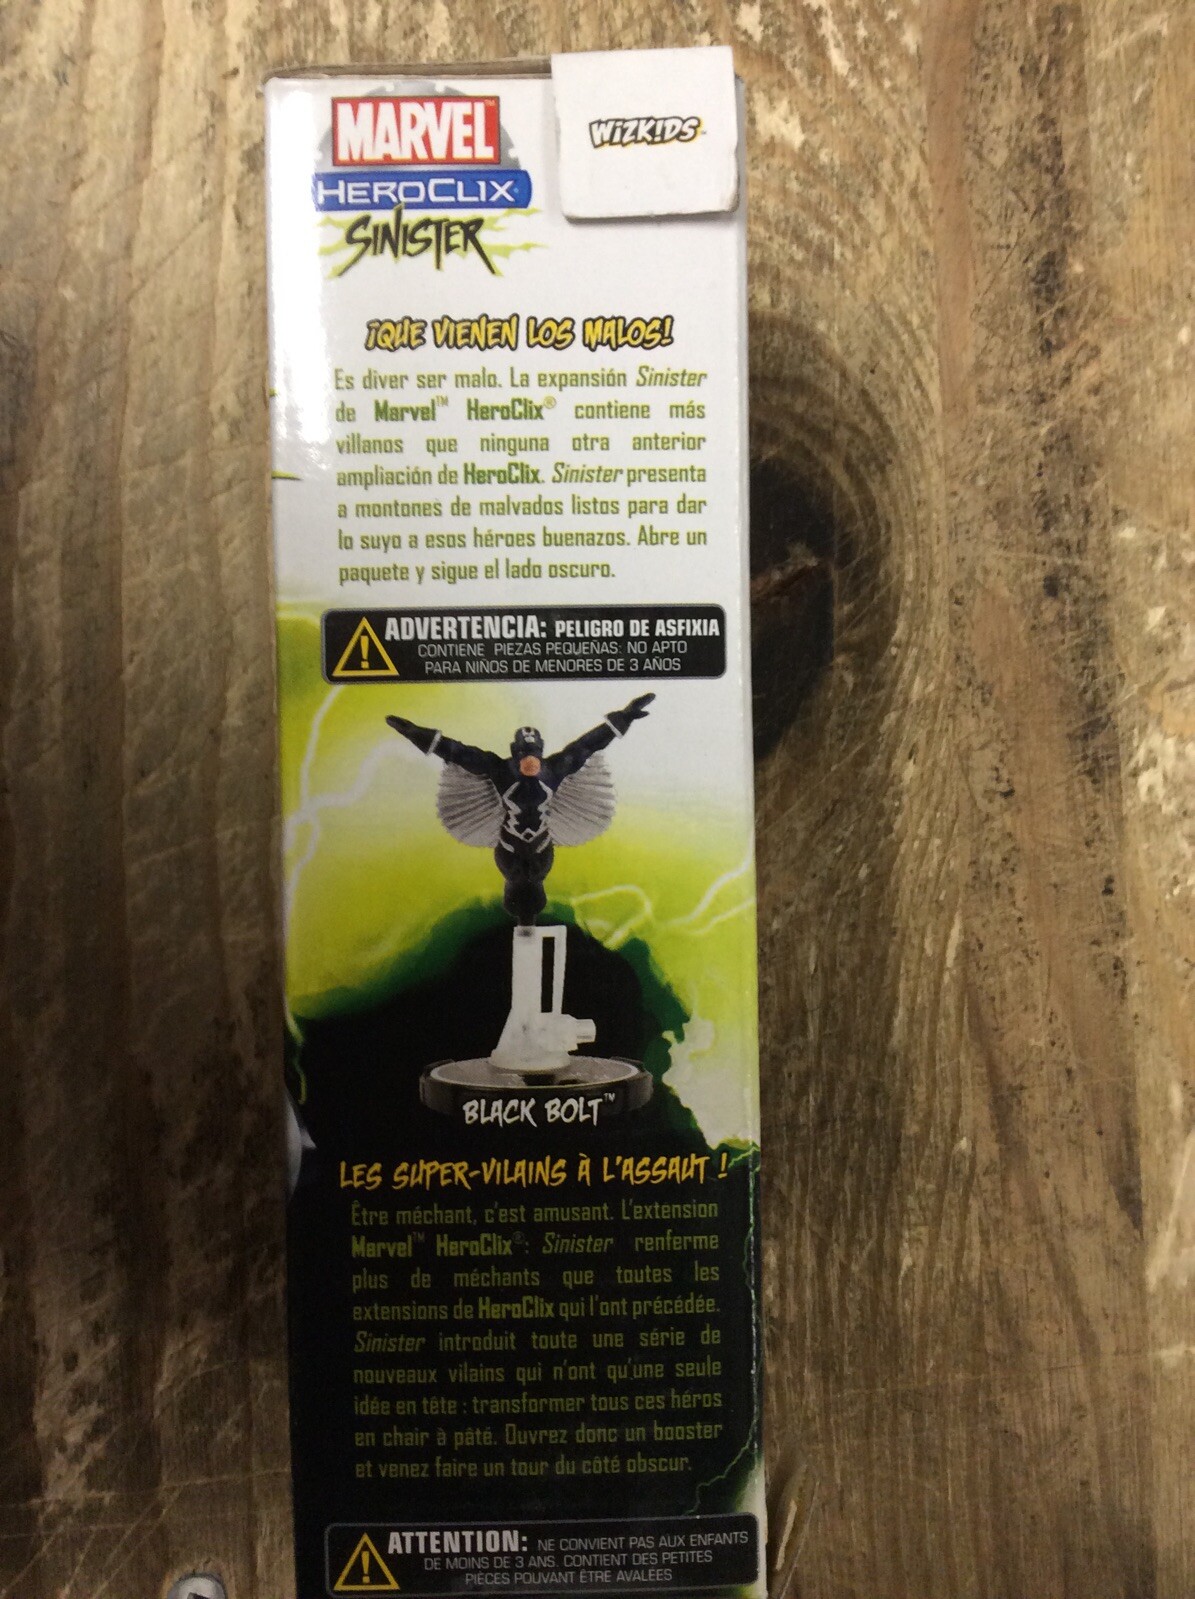 MARVEL™
HEROCLIX®
SINISTER
WiZK!DS™
¡QUE VIENEN LOS MALOS!
Es diver ser malo. La expansión Sinister
de Marvel™ HeroClix® contiene más
villanos que ninguna otra anterior
ampliación de HeroClix. Sinister presenta
a montones de malvados listos para dar
lo suyo a esos héroes buenazos. Abre un
paquete y sigue el lado oscuro.
ADVERTENCIA: PELIGRO DE ASFIXIA
CONTIENE PIEZAS PEQUEÑAS: NO APTO
PARA NIÑOS DE MENORES DE 3 AÑOS
BLACK BOLT™
LES SUPER-VILAINS À L'ASSAUT !
Être méchant, c'est amusant. L'extension
Marvel™ HeroClix®: Sinister renferme
plus de méchants que toutes les
extensions de HeroClix qui l'ont précédée.
Sinister introduit toute une série de
nouveaux vilains qui n'ont qu'une seule
idée en tête : transformer tous ces héros
en chair à pâté. Ouvrez donc un booster
et venez faire un tour du côté obscur.
ATTENTION: NE CONVIENT PAS AUX ENFANTS
DE MOINS DE 3 ANS. CONTIENT DES PETITES
PIÈCES POUVANT ÊTRE AVALÉES